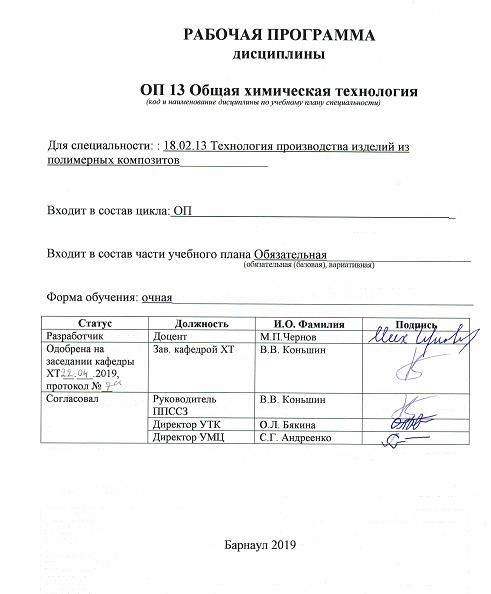 РАБОЧАЯ ПРОГРАММА
дисциплины
ОП 13 Общая химическая технология
(код и наименование дисциплины по учебному плану специальности)
Для специальности: : 18.02.13 Технология производства изделий из
полимерных композитов
Входит в состав цикла: ОП
Входит в состав части учебного плана Обязательная
(обязательная (базовая), вариативная)
Форма обучения: очная
Статус Должность И.О. Фамилия Подпись
Разработчик Доцент М.П.Чернов
Одобрена на Зав. кафедрой ХТ В.В. Коньшин
заседании кафедры
ХТ 22.04.2019,
протокол №
Согласовал Руководитель В.В. Коньшин
ППССЗ
Директор УТК О.Л. Бякина
Директор УМЦ С.Г. Андреенко
Барнаул 2019